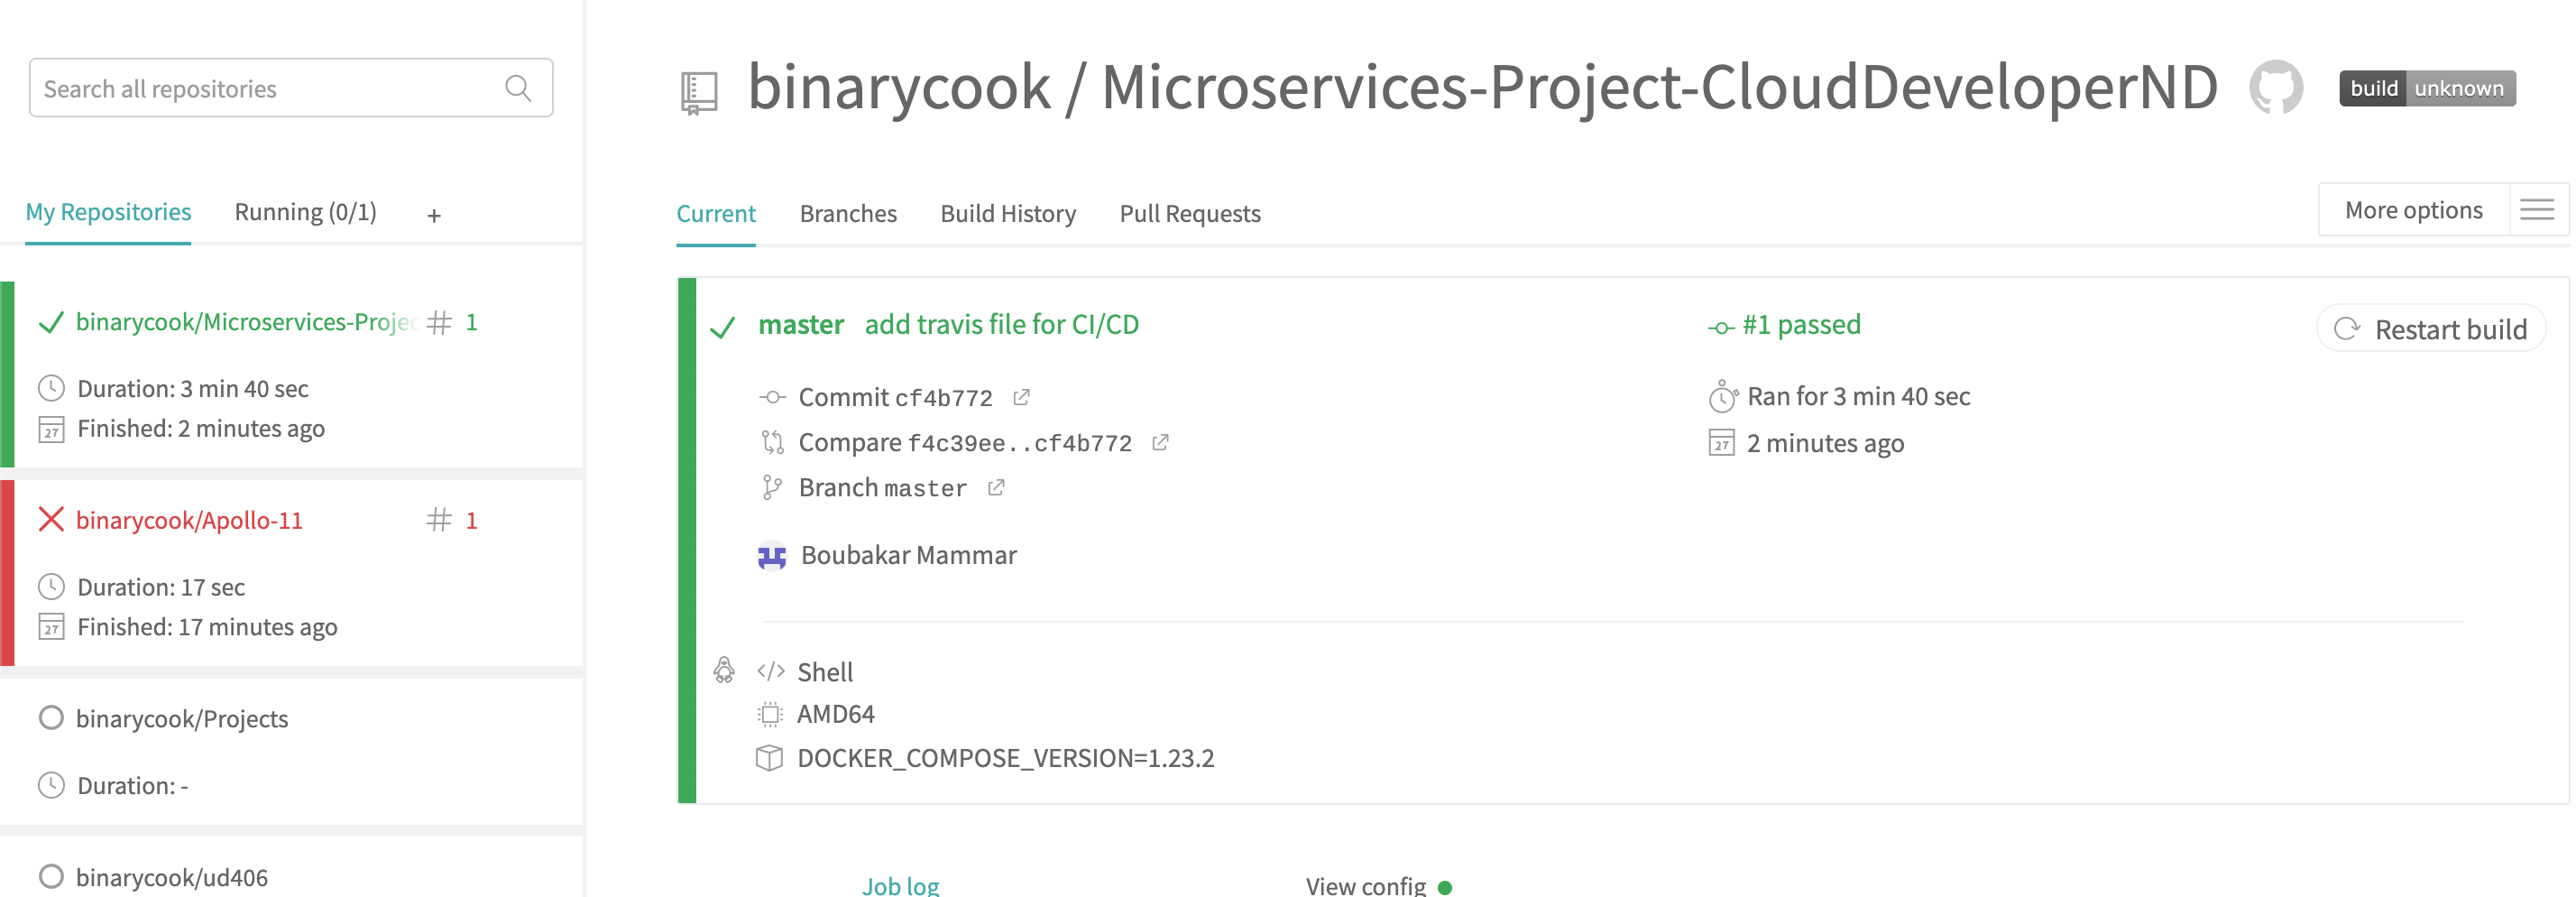 Search all repositories
My Repositories Running (0/1) +
binarycook/Microservices-Projec # 1
Duration: 3 min 40 sec
27 Finished: 2 minutes ago
binarycook/Apollo-11 # 1
Duration: 17 sec
27 Finished: 17 minutes ago
binarycook/Projects
Duration: -
binarycook/ud406
binarycook / Microservices-Project-CloudDeveloperND build unknown
Current Branches Build History Pull Requests More options
master add travis file for CI/CD #1 passed Restart build
Commit cf4b772 Ran for 3 min 40 sec
Compare f4c39ee..cf4b772 27 2 minutes ago
Branch master
Boubakar Mammar
</> Shell
AMD64
DOCKER_COMPOSE_VERSION=1.23.2
Job log View config